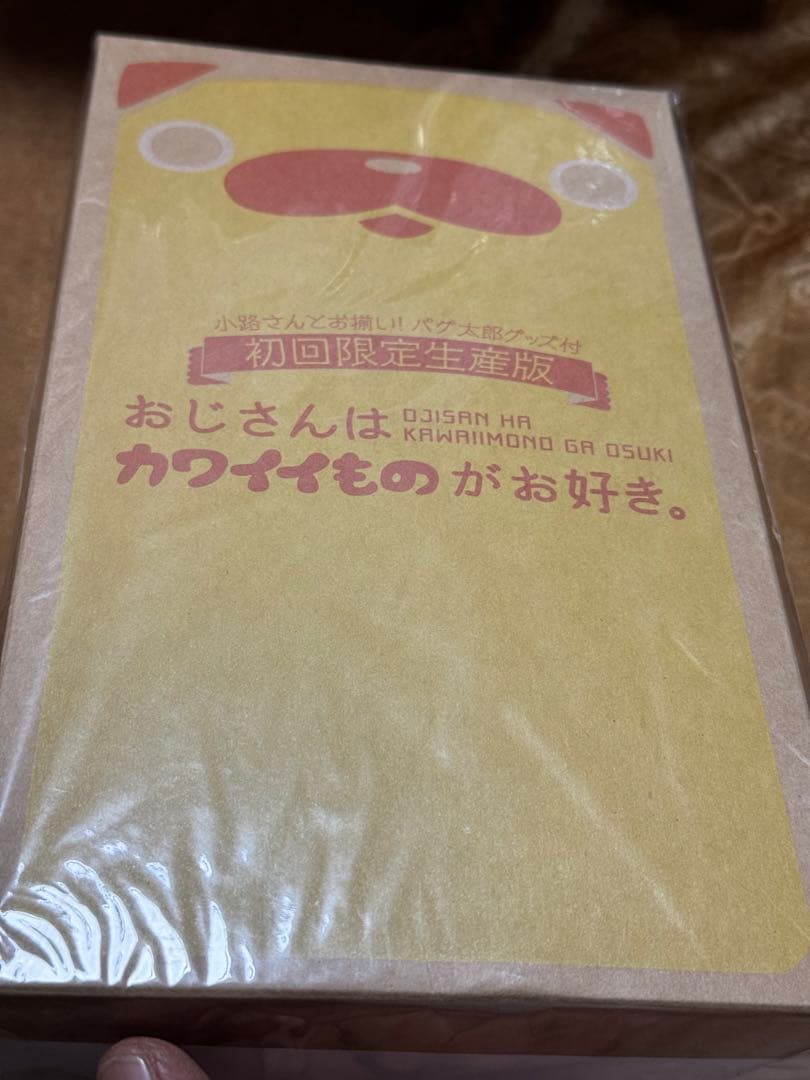 小路さんとお揃い!パグ太郎グッズ付
初回限定生産版
おじさんは
OJISAN HA
KAWAIIMONO GA OSUKI
カワイイものがお好き。